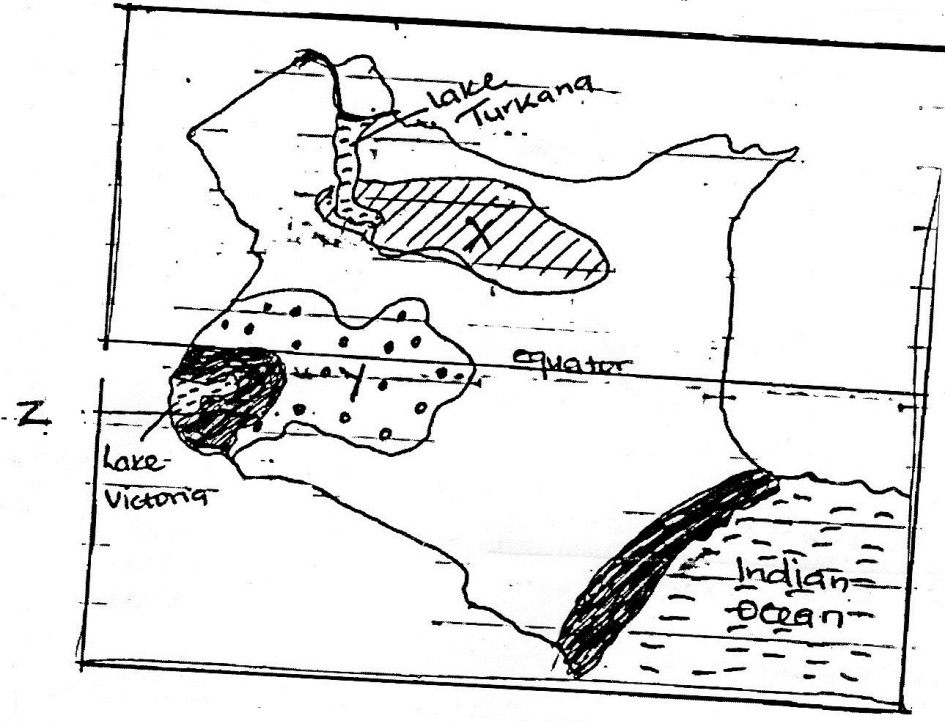 Lake
Turkana
X
equator
Y
Z
Lake-
Victoria
Indian
Ocean